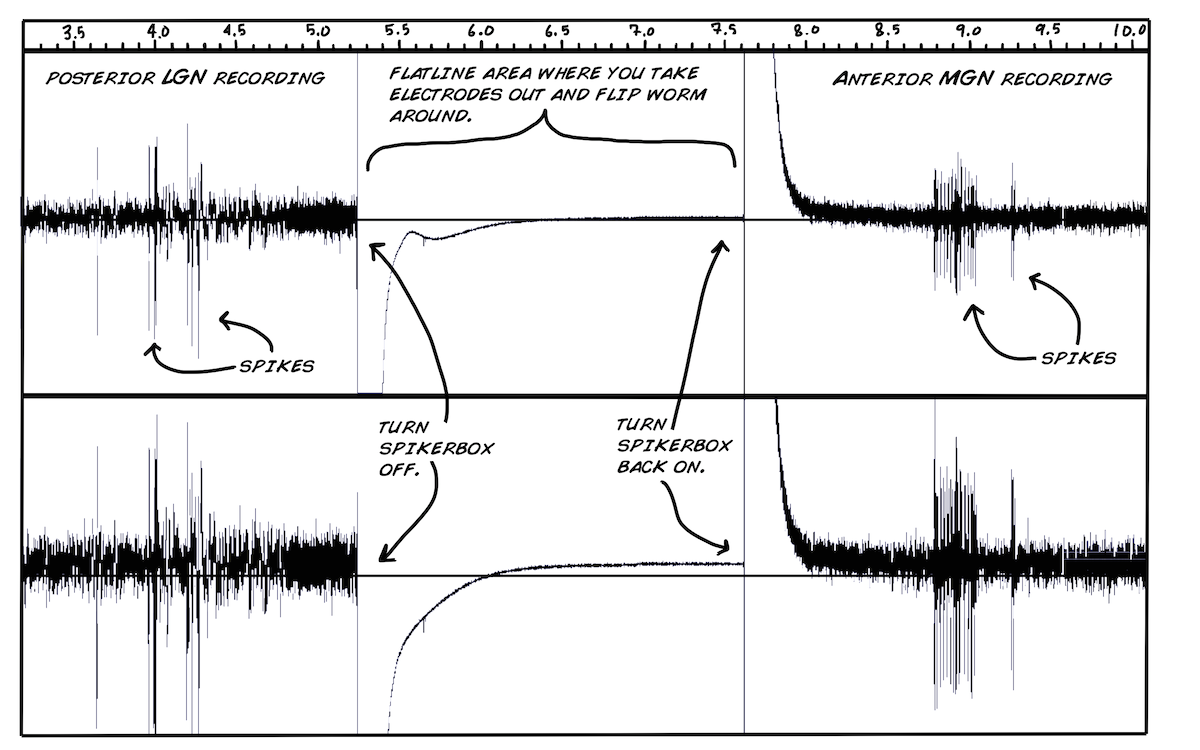 3.5 4.0 4.5 5.0 5.5 6.0 6.5 7.0 7.5 8.0 8.5 9.0 9.5 10.0
POSTERIOR LGN RECORDING
FLATLINE AREA WHERE YOU TAKE
ELECTRODES OUT AND FLIP WORM
AROUND.
ANTERIOR MGN RECORDING
SPIKES
SPIKES
TURN
SPIKERBOX
OFF.
TURN
SPIKERBOX
BACK ON.